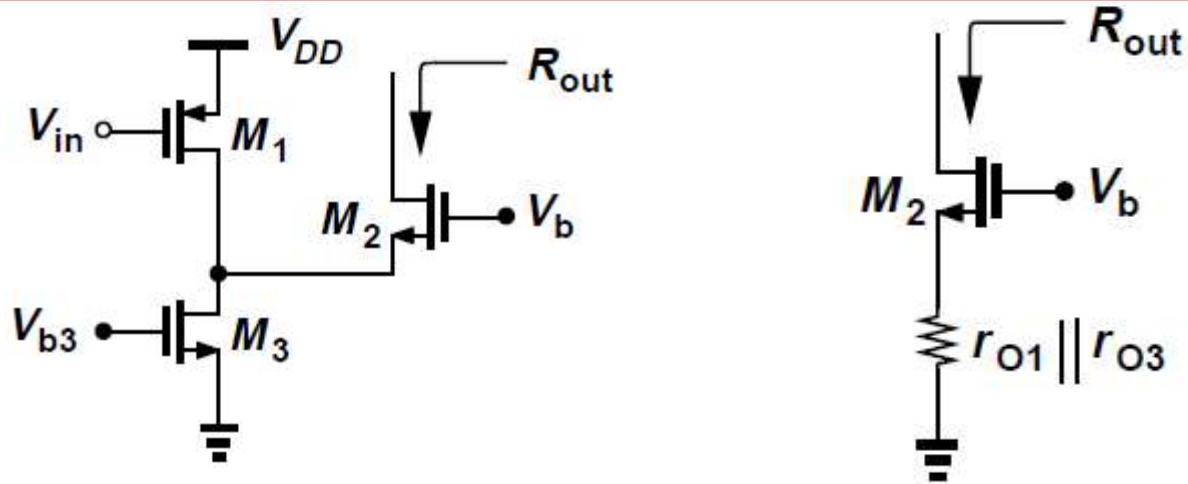 V_DD
R_out
V_in
M_1
M_2
V_b
V_b3
M_3
R_out
M_2
V_b
r_O1 || r_O3